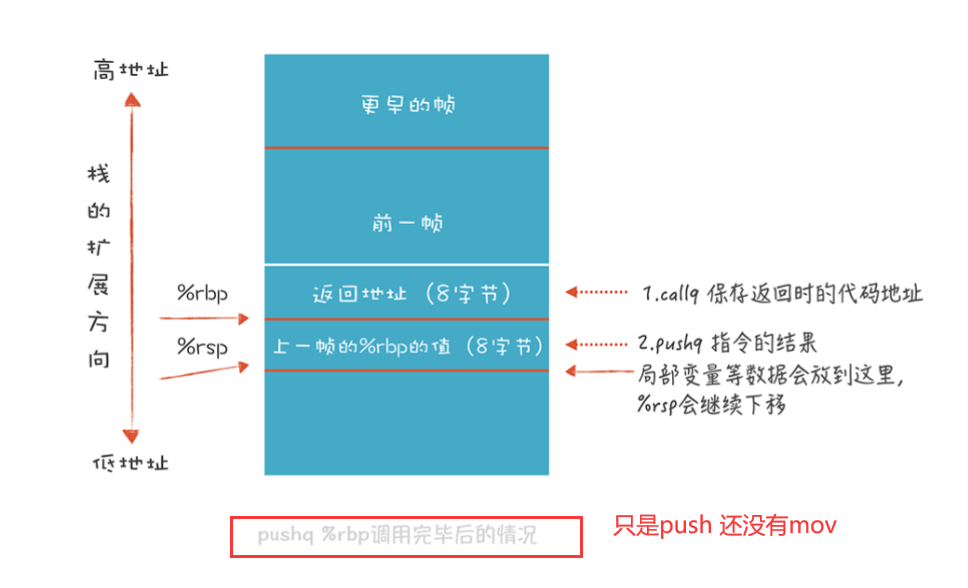 高地址
更早的帧
栈的扩展方向
前一帧
%rbp
返回地址（8字节）
1.callq 保存返回时的代码地址
%rsp
上一帧的%rbp的值（8字节）
2.pushq 指令的结果
局部变量等数据会放到这里，
%rsp会继续下移
低地址
pushq %rbp调用完毕后的情况
只是push 还没有mov